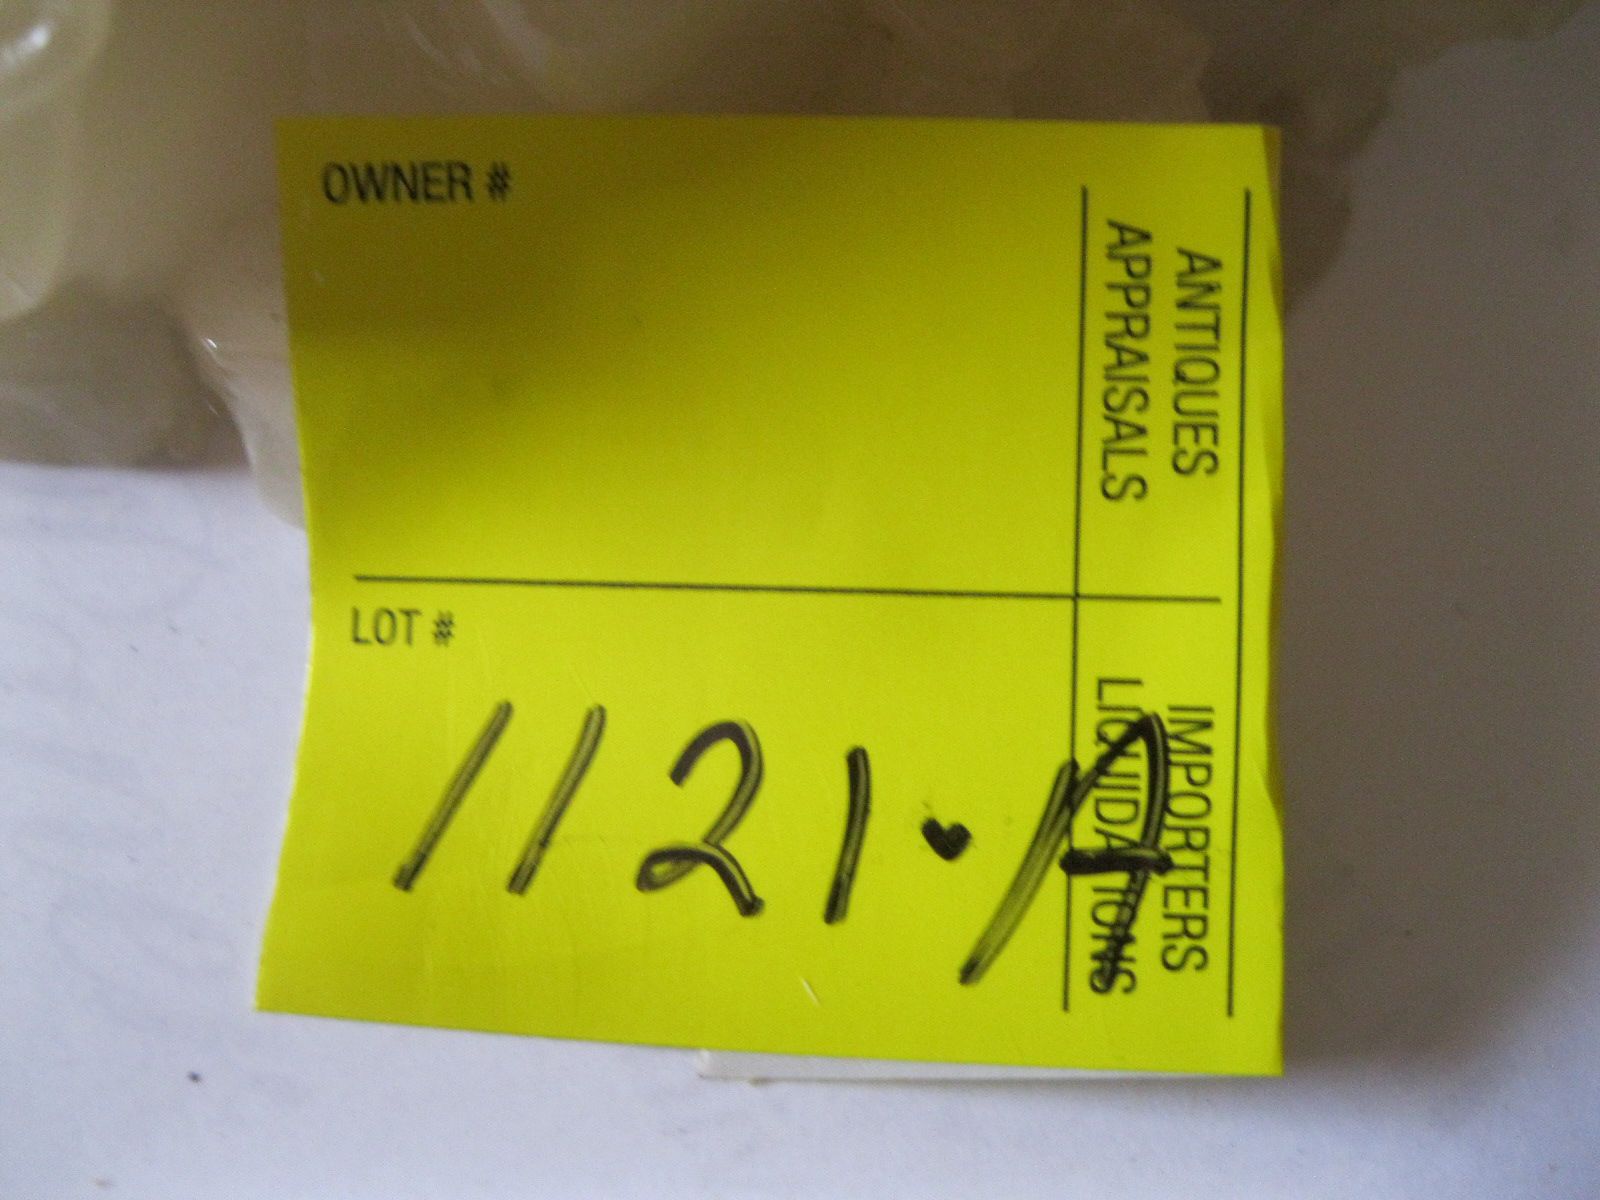 OWNER #
ANTIQUES
APPRAISALS
LOT #
1121.A
IMPORTERS
LIQUIDATIONS